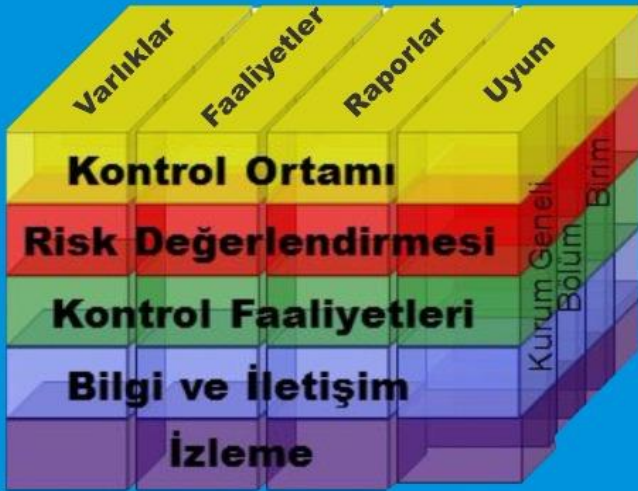 Varlıklar
Faaliyetler
Raporlar
Uyum
Kontrol Ortamı
Risk Değerlendirmesi
Kontrol Faaliyetleri
Bilgi ve İletişim
İzleme
Kurum Geneli
Bölüm
Birim